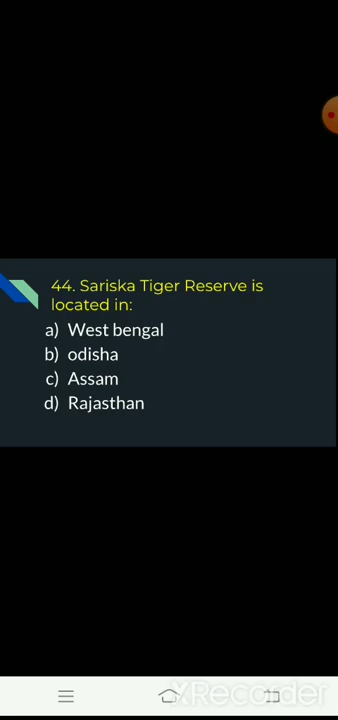 44. Sariska Tiger Reserve is
located in:
a) West bengal
b) odisha
c) Assam
d) Rajasthan
XRecorder